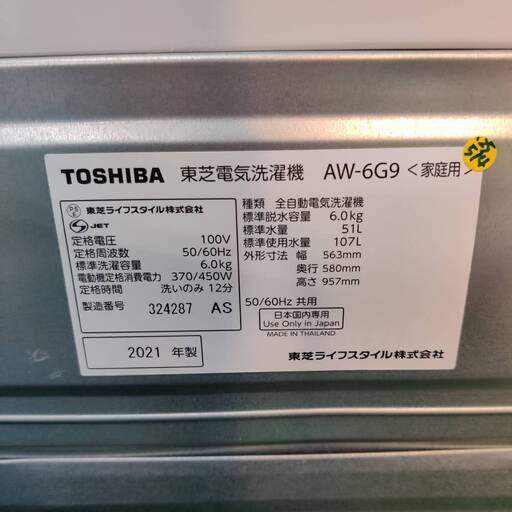 TOSHIBA 東芝電気洗濯機 AW-6G9 <家庭用>
PSE 東芝ライフスタイル株式会社
S JET
定格電圧 100V
定格周波数 50/60Hz
標準洗濯容量 6.0kg
電動機定格消費電力 370/450W
定格時間 洗いのみ 12分
製造番号 324287 AS
2021 年製
種類 全自動電気洗濯機
標準脱水容量 6.0kg
標準水量 51L
標準使用水量 107L
外形寸法 幅 563mm
奥行 580mm
高さ 957mm
50/60Hz 共用
日本国内専用
Use Only in Japan
MADE IN THAILAND
東芝ライフスタイル株式会社